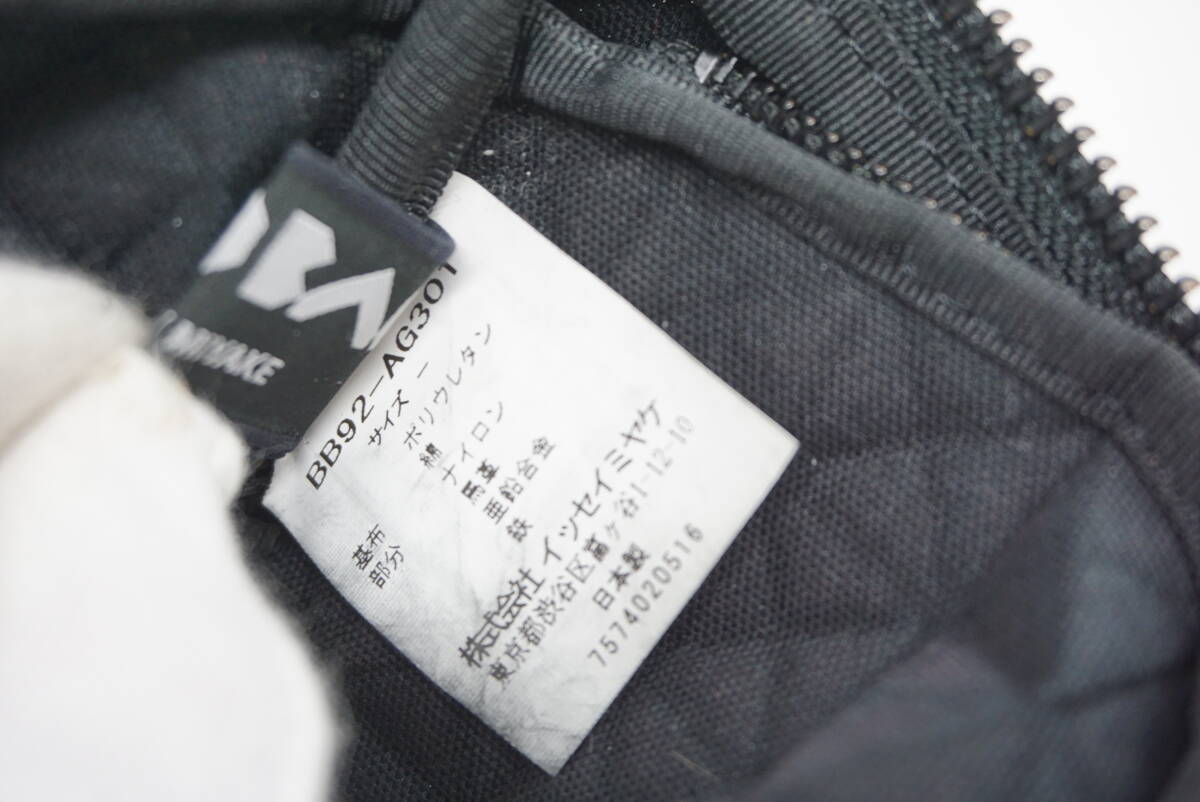 MIYAKE
BB92-AG301
サイズ －
ポリウレタン
綿
ナイロン
基布 馬革
部分 亜鉛合金
鉄
株式会社 イッセイミヤケ
東京都渋谷区富ヶ谷1-12-10
日本製
7574020516